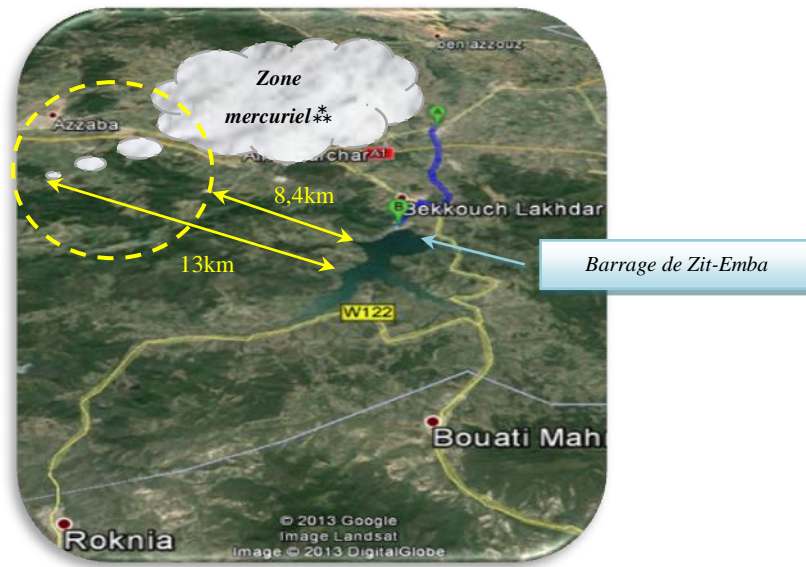 ben azzouz
Zone
mercuriel⁂
Azzaba
A
A1
8,4km
B
Bekkouch Lakhdar
13km
Barrage de Zit-Emba
W122
Bouati Mah
Roknia
© 2013 Google
Image Landsat
Image © 2013 DigitalGlobe